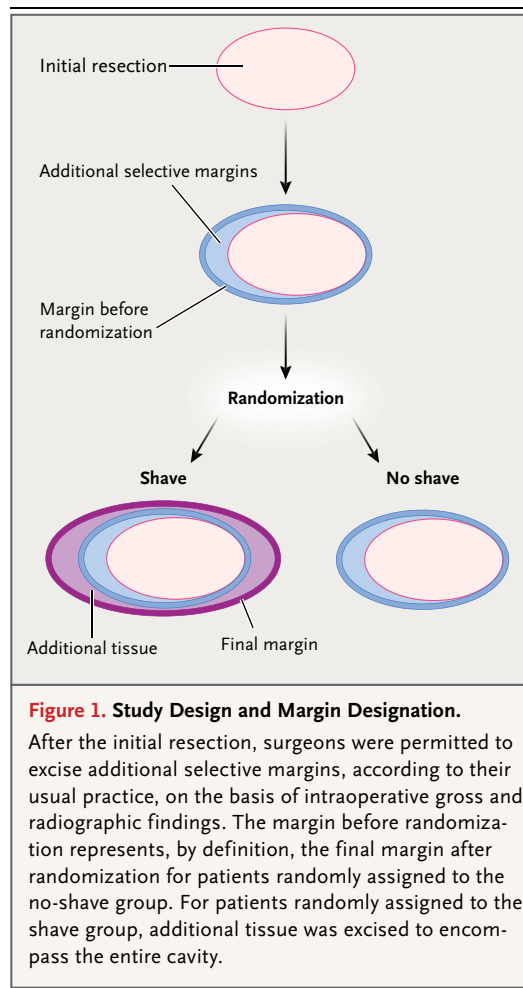 Initial resection
Additional selective margins
Margin before
randomization
Randomization
Shave
No shave
Additional tissue
Final margin
Figure 1. Study Design and Margin Designation.
After the initial resection, surgeons were permitted to
excise additional selective margins, according to their
usual practice, on the basis of intraoperative gross and
radiographic findings. The margin before randomiza-
tion represents, by definition, the final margin after
randomization for patients randomly assigned to the
no-shave group. For patients randomly assigned to the
shave group, additional tissue was excised to encom-
pass the entire cavity.